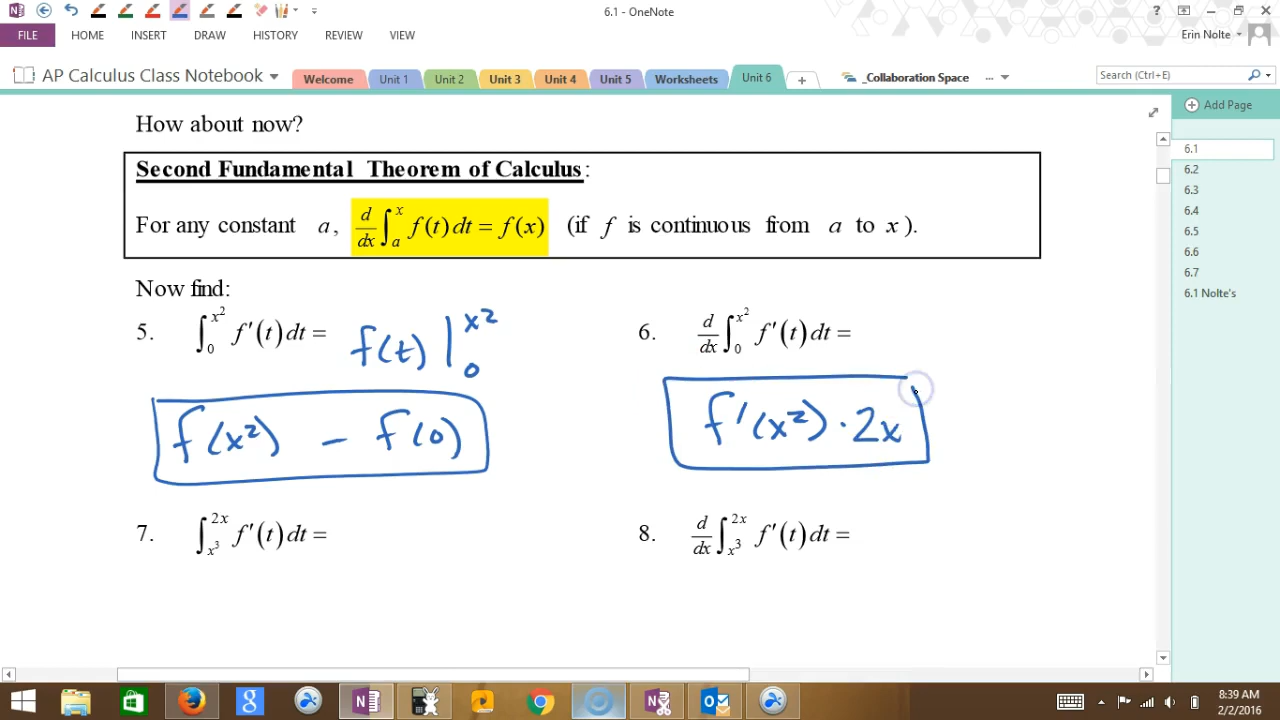 6.1 - OneNote
?
Erin Nolte
FILE HOME INSERT DRAW HISTORY REVIEW VIEW
AP Calculus Class Notebook Welcome Unit 1 Unit 2 Unit 3 Unit 4 Unit 5 Worksheets Unit 6 + _Collaboration Space ... Search (Ctrl+E)
Add Page
6.1
6.2
6.3
6.4
6.5
6.6
6.7
6.1 Nolte's
How about now?
Second Fundamental Theorem of Calculus:
For any constant a, d/dx ∫_a^x f(t) dt = f(x) (if f is continuous from a to x ).
Now find:
5. ∫_0^{x²} f′(t) dt = f(t) |_0^{x²}
f(x²) - f(0)
6. d/dx ∫_0^{x²} f′(t) dt =
f′(x²) · 2x
7. ∫_{x³}^{2x} f′(t) dt =
8. d/dx ∫_{x³}^{2x} f′(t) dt =
8:39 AM
2/2/2016